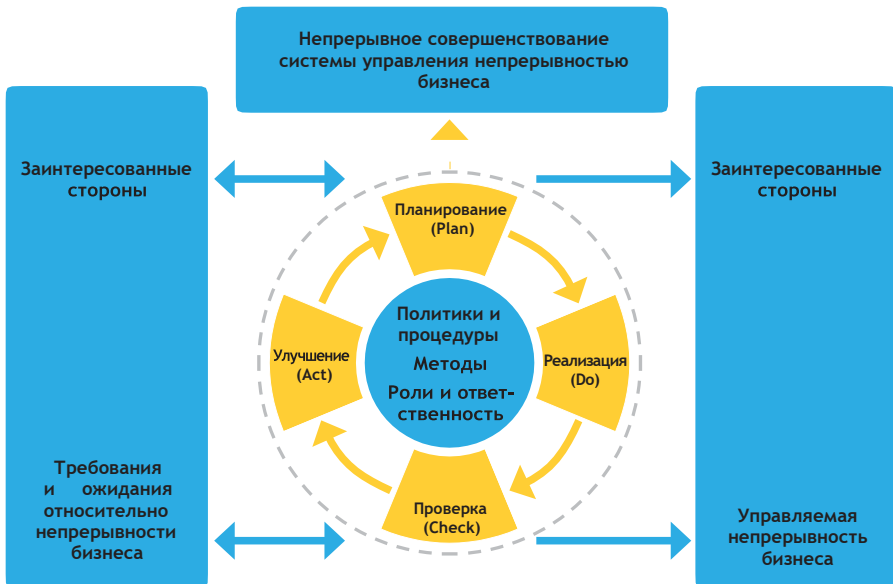 Непрерывное совершенствование
системы управления непрерывностью
бизнеса
Заинтересованные
стороны
Требования
и ожидания
относительно
непрерывности
бизнеса
Планирование
(Plan)
Улучшение
(Act)
Политики и
процедуры
Методы
Роли и ответ-
ственность
Реализация
(Do)
Проверка
(Check)
Заинтересованные
стороны
Управляемая
непрерывность
бизнеса